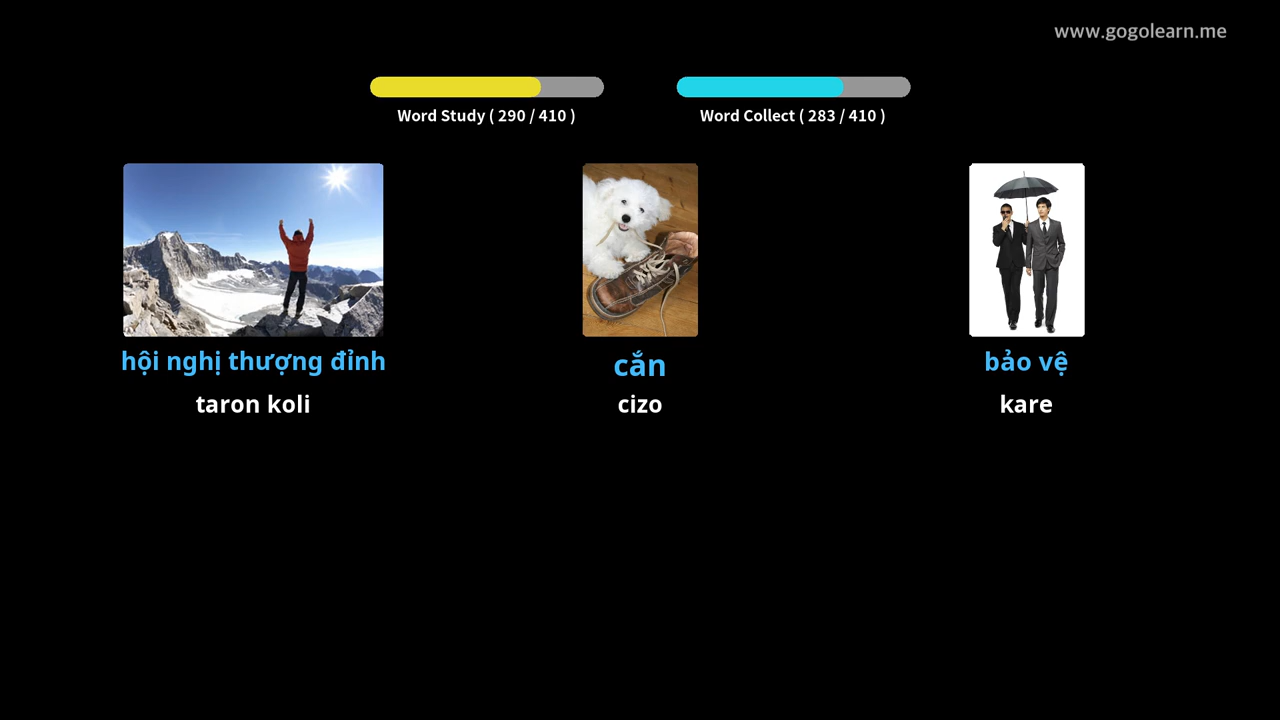 www.gogolearn.me
Word Study ( 290 / 410 )
Word Collect ( 283 / 410 )
hội nghị thượng đỉnh
cắn
bảo vệ
taron koli
cizo
kare